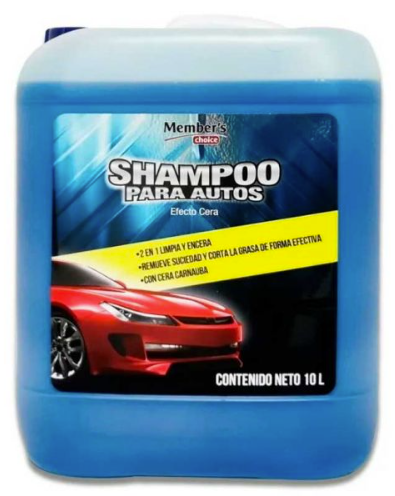 Member's
choice
SHAMPOO
PARA AUTOS
Efecto Cera
•2 EN 1 LIMPIA Y ENCERA
•REMUEVE SUCIEDAD Y CORTA LA GRASA DE FORMA EFECTIVA
•CON CERA CARNAUBA
CONTENIDO NETO 10 L